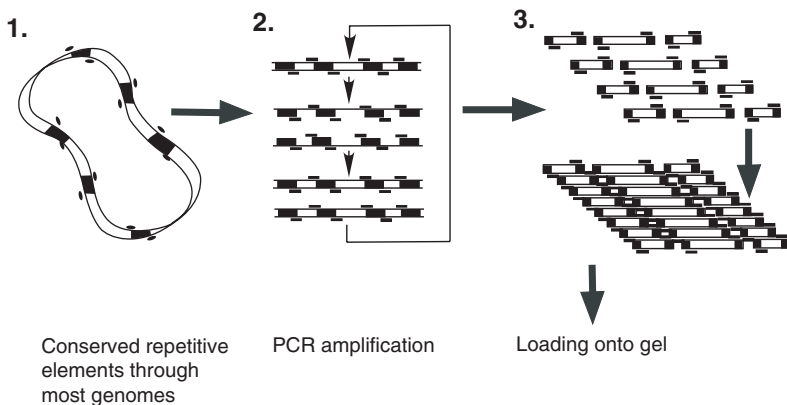 1.
2.
3.
Conserved repetitive
elements through
most genomes
PCR amplification
Loading onto gel